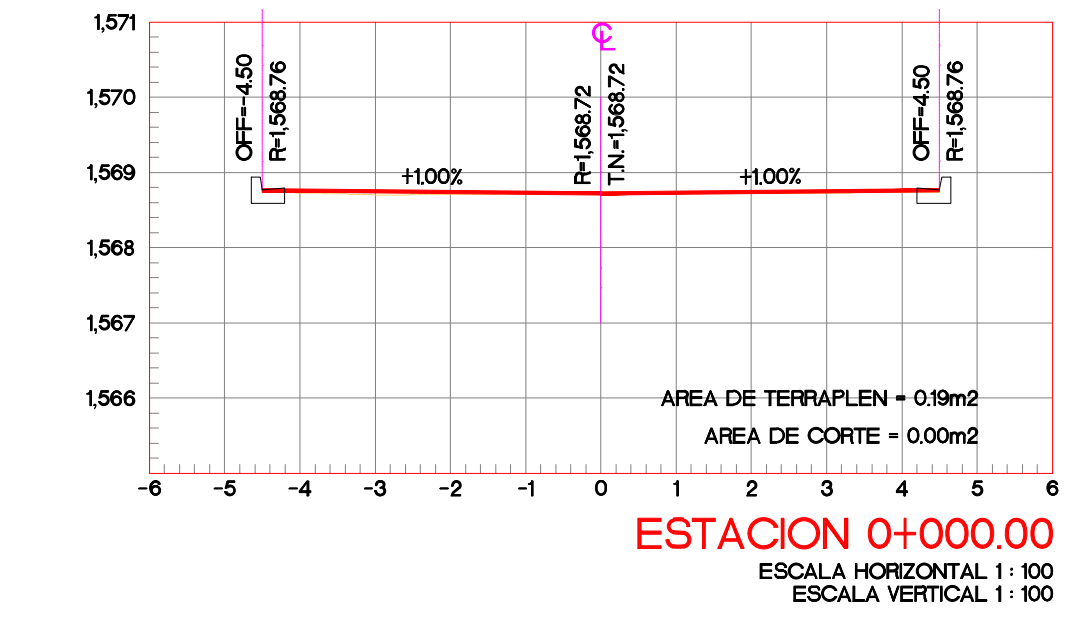 1,571
1,570
1,569
1,568
1,567
1,566
OFF=-4.50
R=1,568.76
℄
R=1,568.72
T.N.=1,568.72
OFF=4.50
R=1,568.76
+1.00%
+1.00%
AREA DE TERRAPLEN = 0.19m2
AREA DE CORTE = 0.00m2
-6 -5 -4 -3 -2 -1 0 1 2 3 4 5 6
ESTACION 0+000.00
ESCALA HORIZONTAL 1 : 100
ESCALA VERTICAL 1 : 100